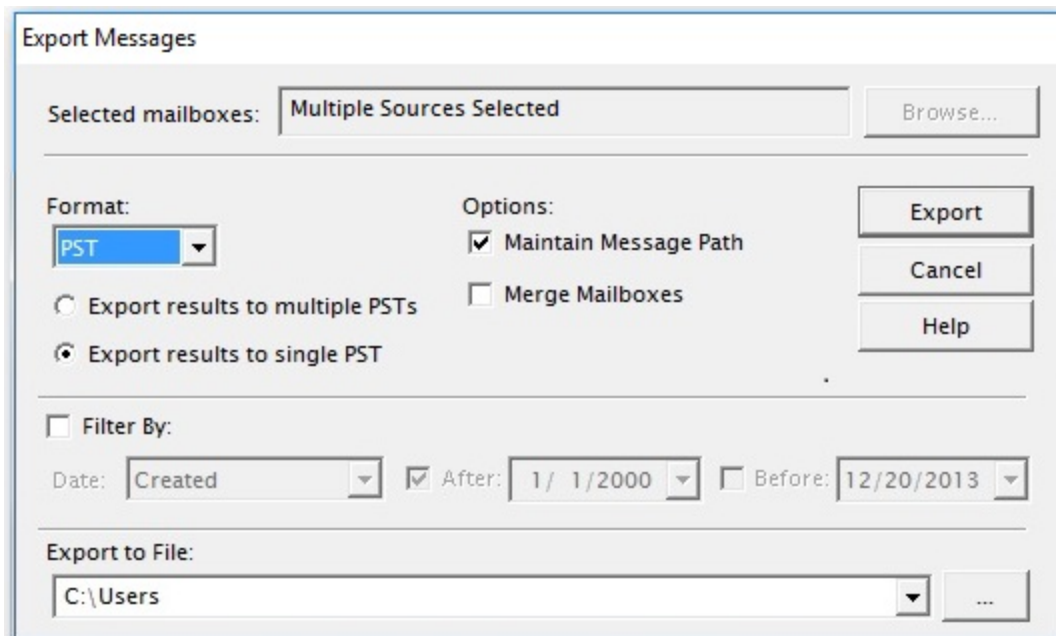 Export Messages
Selected mailboxes: Multiple Sources Selected Browse...
Format: Options:
PST Maintain Message Path Export
Export results to multiple PSTs Merge Mailboxes Cancel
Export results to single PST Help
Filter By:
Date: Created After: 1/ 1/2000 Before: 12/20/2013
Export to File:
C:\Users ...